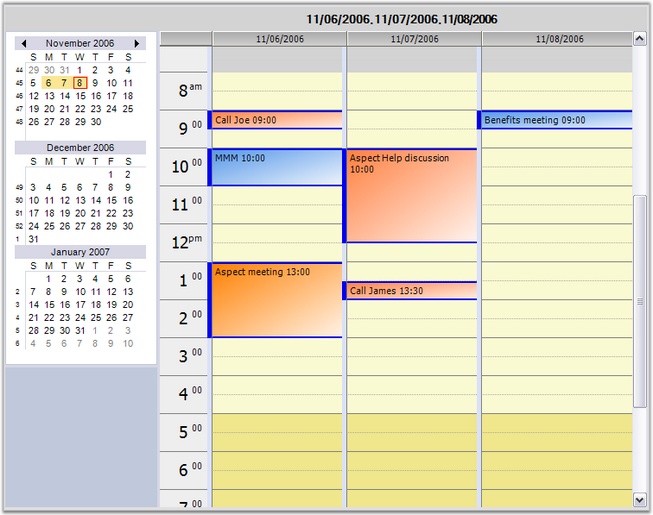 11/06/2006,11/07/2006,11/08/2006
November 2006
S M T W T F S
44 29 30 31 1 2 3 4
45 5 6 7 8 9 10 11
46 12 13 14 15 16 17 18
47 19 20 21 22 23 24 25
48 26 27 28 29 30
December 2006
S M T W T F S
1 2
49 3 4 5 6 7 8 9
50 10 11 12 13 14 15 16
51 17 18 19 20 21 22 23
52 24 25 26 27 28 29 30
1 31
January 2007
S M T W T F S
1 2 3 4 5 6
2 7 8 9 10 11 12 13
3 14 15 16 17 18 19 20
4 21 22 23 24 25 26 27
5 28 29 30 31 1 2 3
6 4 5 6 7 8 9 10
11/06/2006 11/07/2006 11/08/2006
8 am
9 00
Call Joe 09:00
Benefits meeting 09:00
10 00
MMM 10:00
Aspect Help discussion
10:00
11 00
12 pm
1 00
Aspect meeting 13:00
Call James 13:30
2 00
3 00
4 00
5 00
6 00
7 00